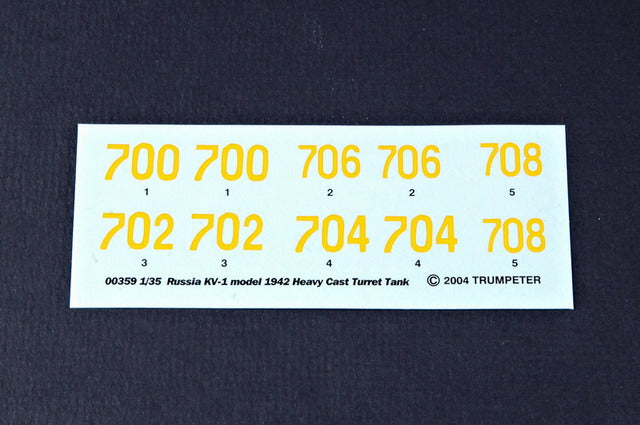 700 700 706 706 708
1 1 2 2 5
702 702 704 704 708
3 3 4 4 5
00359 1/35 Russia KV-1 model 1942 Heavy Cast Turret Tank © 2004 TRUMPETER